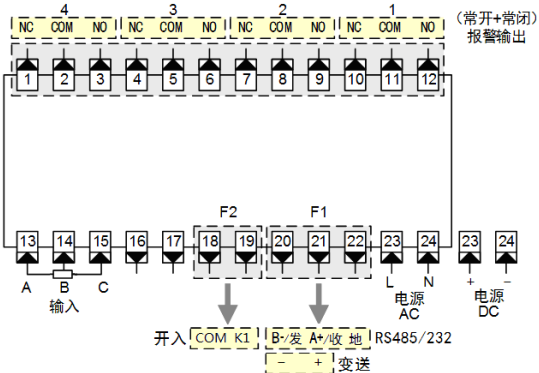 4 3 2 1
NC COM NO NC COM NO NC COM NO NC COM NO
(常开+常闭)
报警输出
1 2 3 4 5 6 7 8 9 10 11 12
F2 F1
13 14 15 16 17 18 19 20 21 22 23 24 23 24
A B C
输入
L N
电源
AC
+ −
电源
DC
开入 COM K1 B-/发 A+/收 地 RS485/232
− + 变送